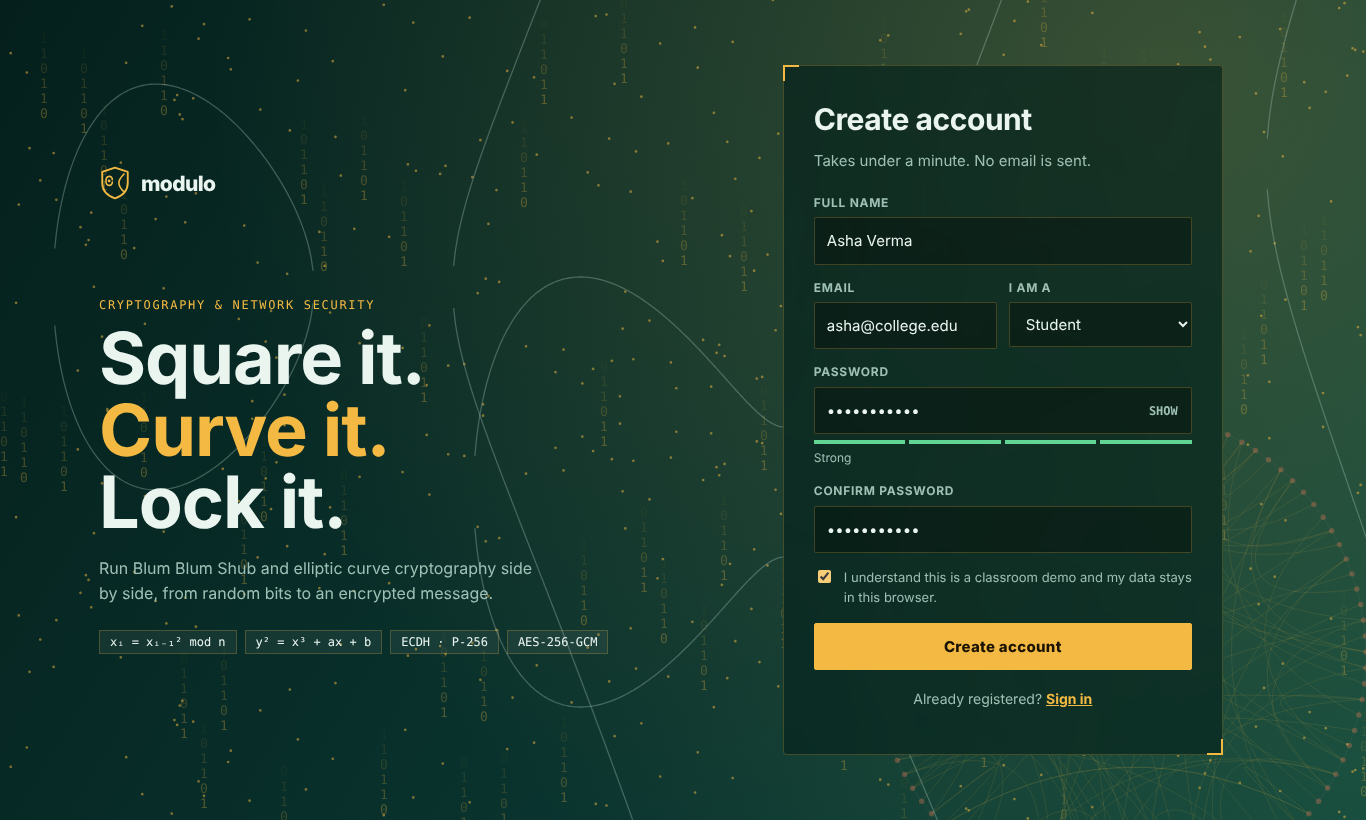 modulo
CRYPTOGRAPHY & NETWORK SECURITY
Square it.
Curve it.
Lock it.
Run Blum Blum Shub and elliptic curve cryptography side
by side, from random bits to an encrypted message.
xᵢ = xᵢ₋₁² mod n
y² = x³ + ax + b
ECDH · P-256
AES-256-GCM
Create account
Takes under a minute. No email is sent.
FULL NAME
Asha Verma
EMAIL
I AM A
asha@college.edu
Student
PASSWORD
•••••••••••
SHOW
Strong
CONFIRM PASSWORD
•••••••••••
I understand this is a classroom demo and my data stays
in this browser.
Create account
Already registered? Sign in